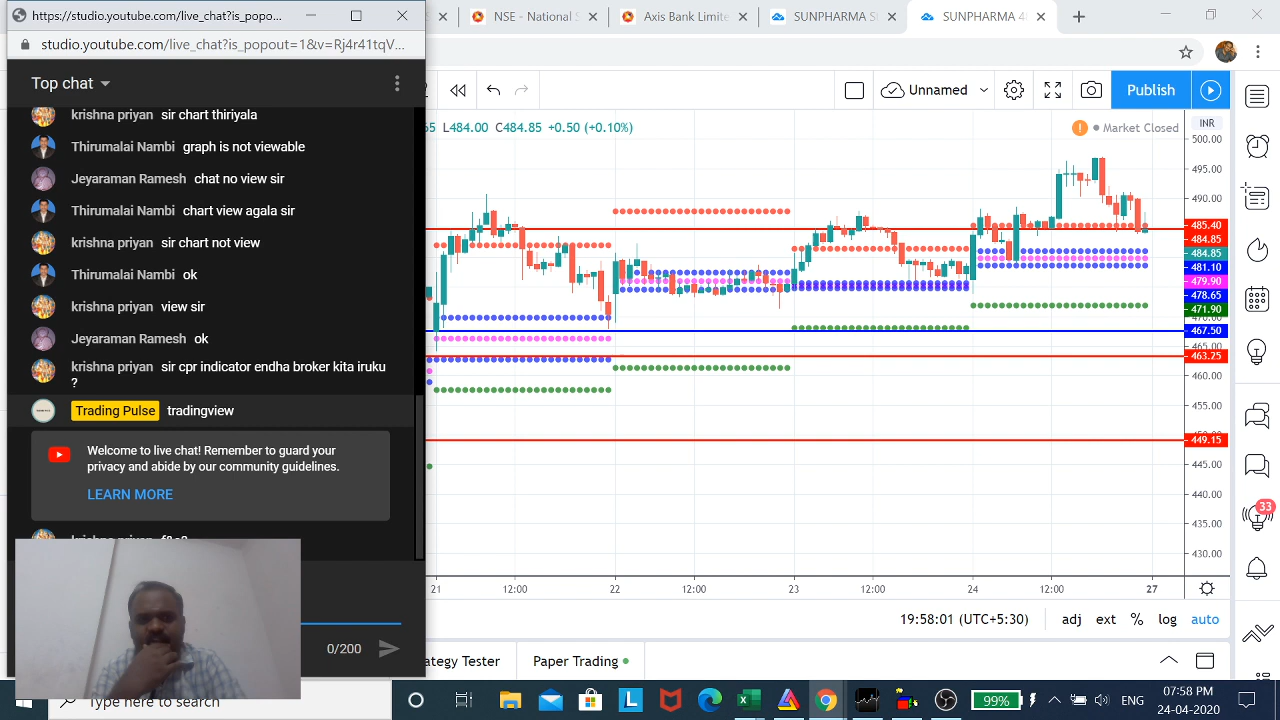 https://studio.youtube.com/live_chat?is_popo...
NSE - National S
Axis Bank Limite
SUNPHARMA S
SUNPHARMA 48
studio.youtube.com/live_chat?is_popout=1&v=Rj4r41tqV...
Top chat
Unnamed
Publish
krishna priyan sir chart thiriyala
L484.00 C484.85 +0.50 (+0.10%)
Market Closed
INR
Thirumalai Nambi graph is not viewable
Jeyaraman Ramesh chat no view sir
Thirumalai Nambi chart view agala sir
krishna priyan sir chart not view
Thirumalai Nambi ok
krishna priyan view sir
Jeyaraman Ramesh ok
krishna priyan sir cpr indicator endha broker kita iruku
?
Trading Pulse tradingview
Welcome to live chat! Remember to guard your
privacy and abide by our community guidelines.
LEARN MORE
0/200
500.00
495.00
490.00
485.40
484.85
484.85
481.10
479.90
478.65
471.90
467.50
465.00
463.25
460.00
455.00
449.15
445.00
440.00
435.00
430.00
33
21 12:00 22 12:00 23 12:00 24 12:00 27
19:58:01 (UTC+5:30) adj ext % log auto
ategy Tester Paper Trading
Type here to search
99%
ENG
07:58 PM
24-04-2020